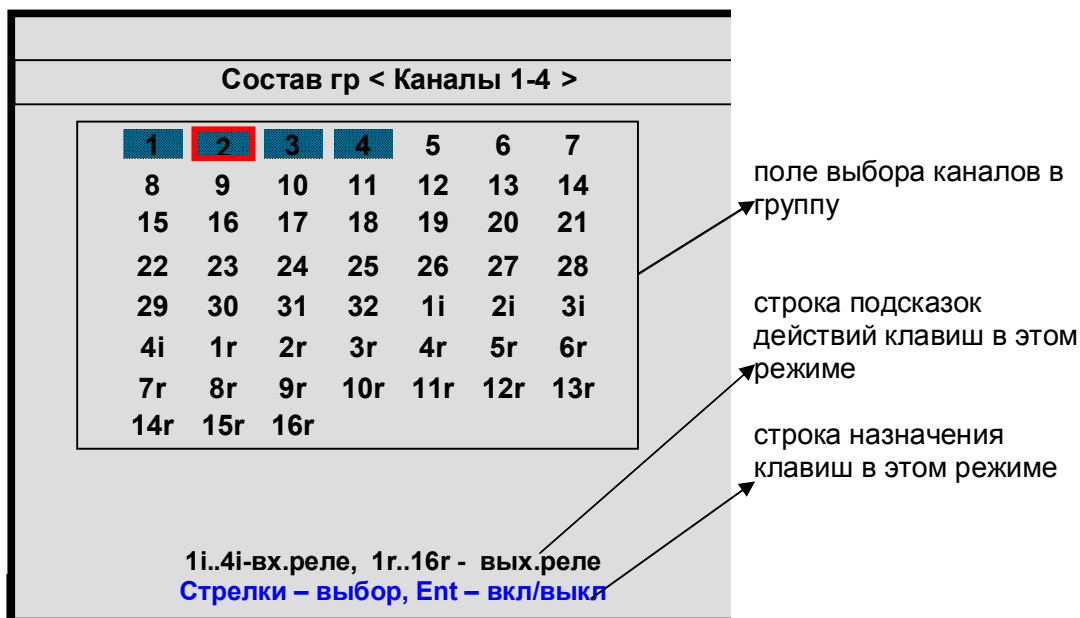 Состав гр < Каналы 1-4 >
1 2 3 4 5 6 7
8 9 10 11 12 13 14
15 16 17 18 19 20 21
22 23 24 25 26 27 28
29 30 31 32 1i 2i 3i
4i 1r 2r 3r 4r 5r 6r
7r 8r 9r 10r 11r 12r 13r
14r 15r 16r
1i..4i-вх.реле, 1r..16r - вых.реле
Стрелки – выбор, Ent – вкл/выкл
поле выбора каналов в
группу
строка подсказок
действий клавиш в этом
режиме
строка назначения
клавиш в этом режиме